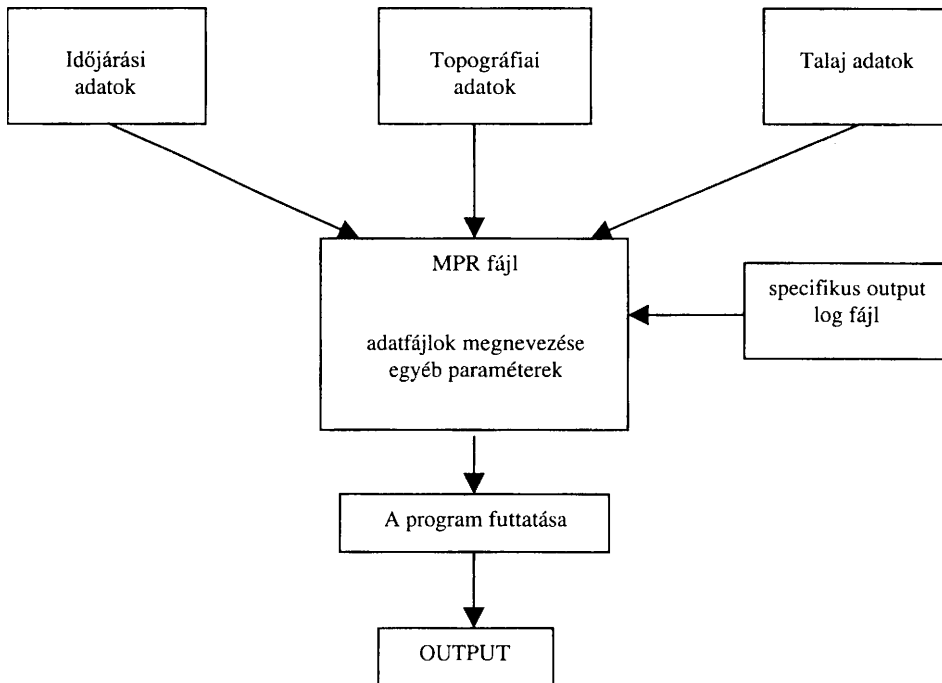 Időjárási
adatok
Topográfiai
adatok
Talaj adatok
MPR fájl
adatfájlok megnevezése
egyéb paraméterek
specifikus output
log fájl
A program futtatása
OUTPUT